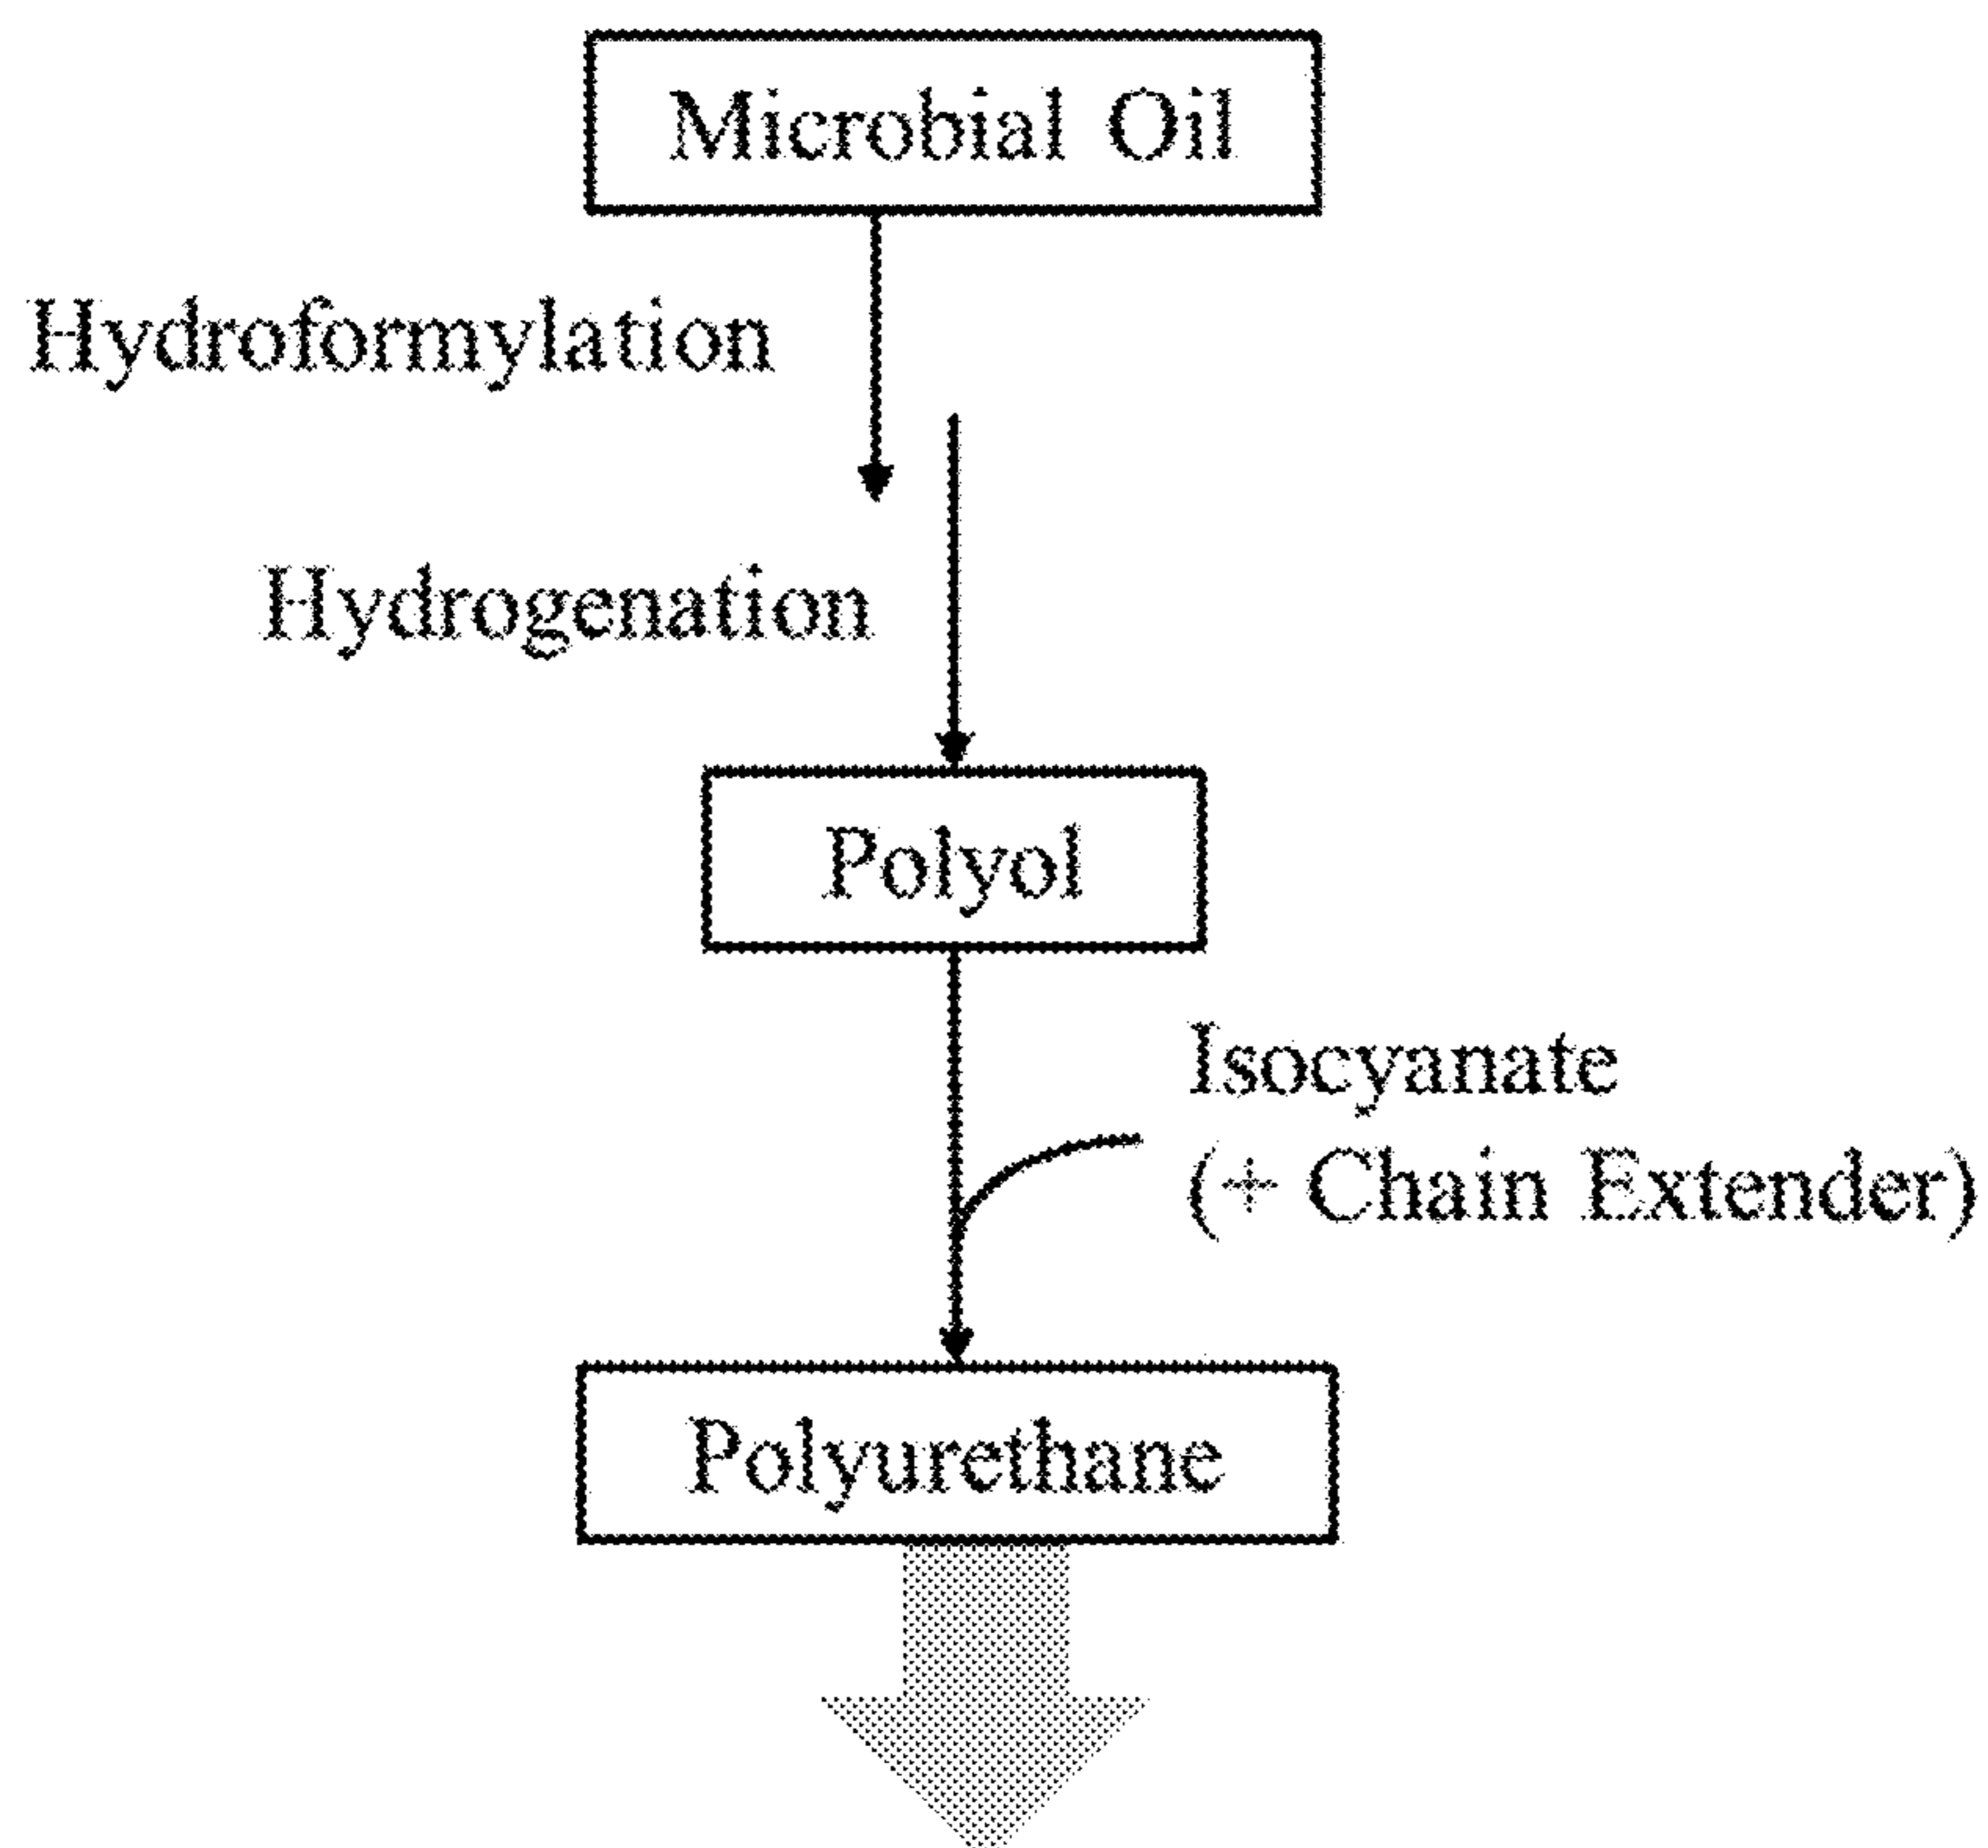 Microbial Oil
Hydroformylation
Hydrogenation
Polyol
Isocyanate
(+ Chain Extender)
Polyurethane